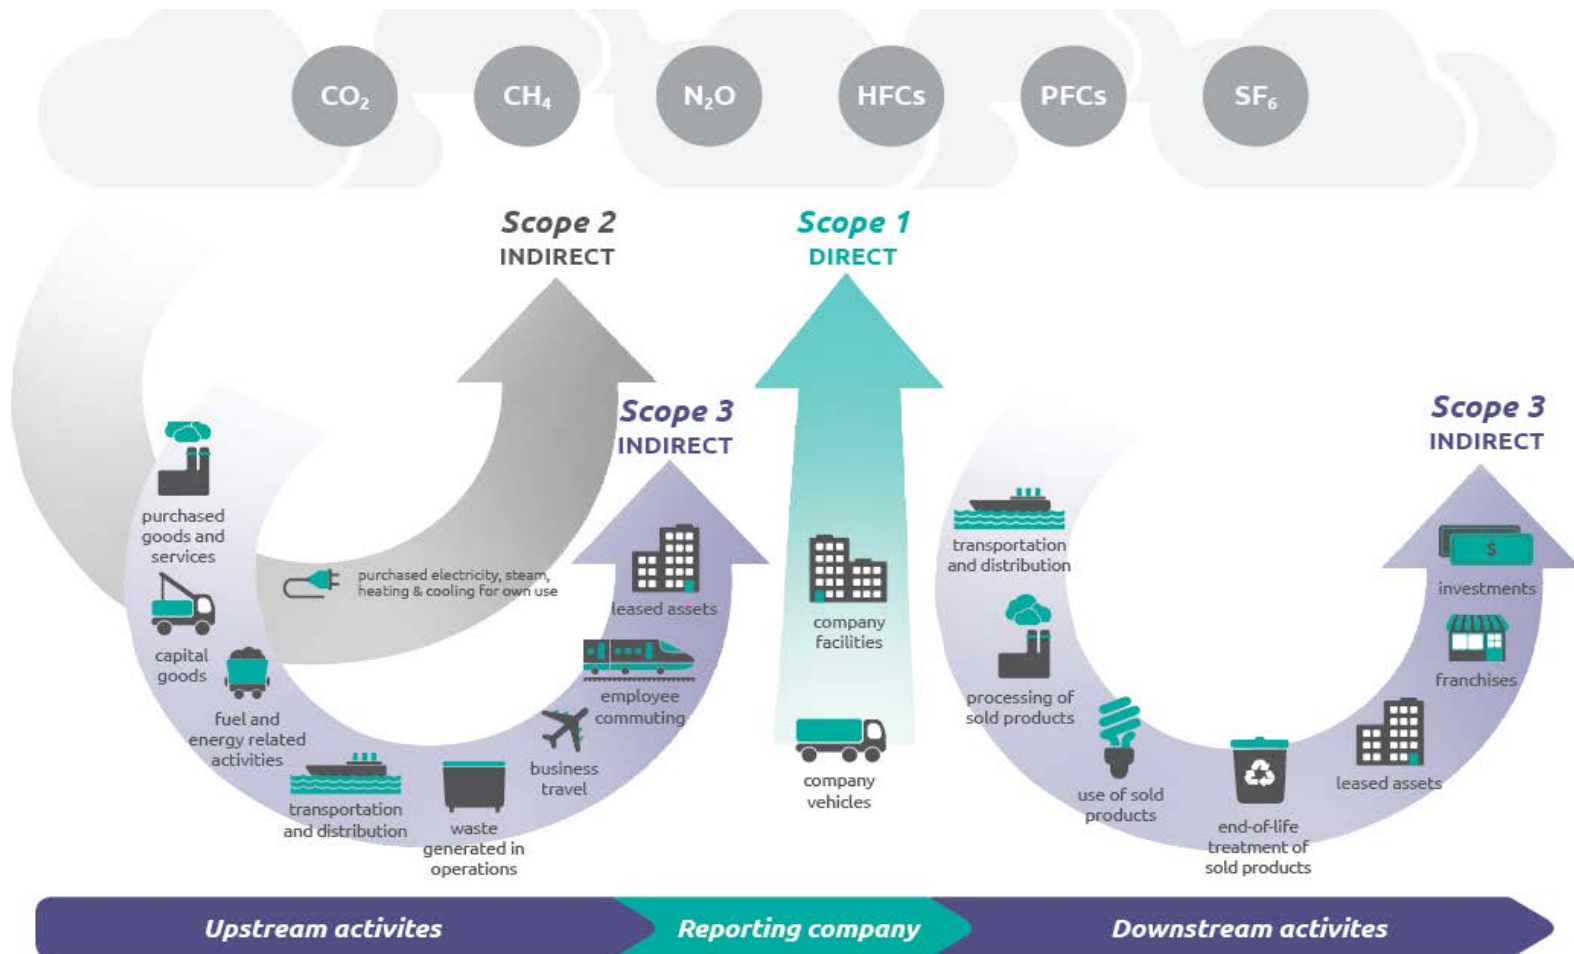 CO₂
CH₄
N₂O
HFCs
PFCs
SF₆
Scope 2
INDIRECT
Scope 1
DIRECT
Scope 3
INDIRECT
Scope 3
INDIRECT
purchased
goods and
services
capital
goods
fuel and
energy related
activities
purchased electricity, steam,
heating & cooling for own use
transportation
and distribution
waste
generated in
operations
business
travel
employee
commuting
leased assets
company
facilities
company
vehicles
transportation
and distribution
processing of
sold products
use of sold
products
end-of-life
treatment of
sold products
leased assets
franchises
$
investments
Upstream activites
Reporting company
Downstream activites